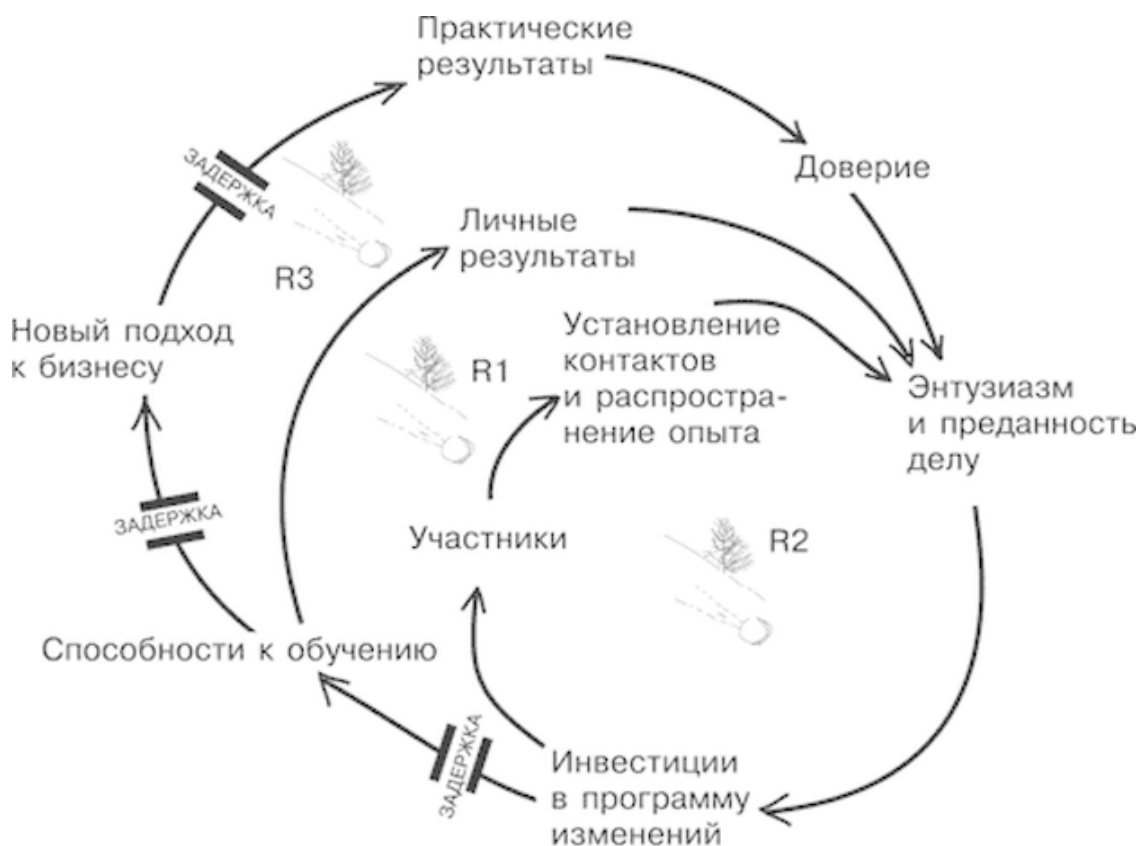 Практические
результаты
Доверие
ЗАДЕРЖКА
Личные
результаты
R3
Новый подход
к бизнесу
Установление
контактов
и распростра-
нение опыта
R1
Энтузиазм
и преданность
делу
ЗАДЕРЖКА
Участники
R2
Способности к обучению
ЗАДЕРЖКА
Инвестиции
в программу
изменений